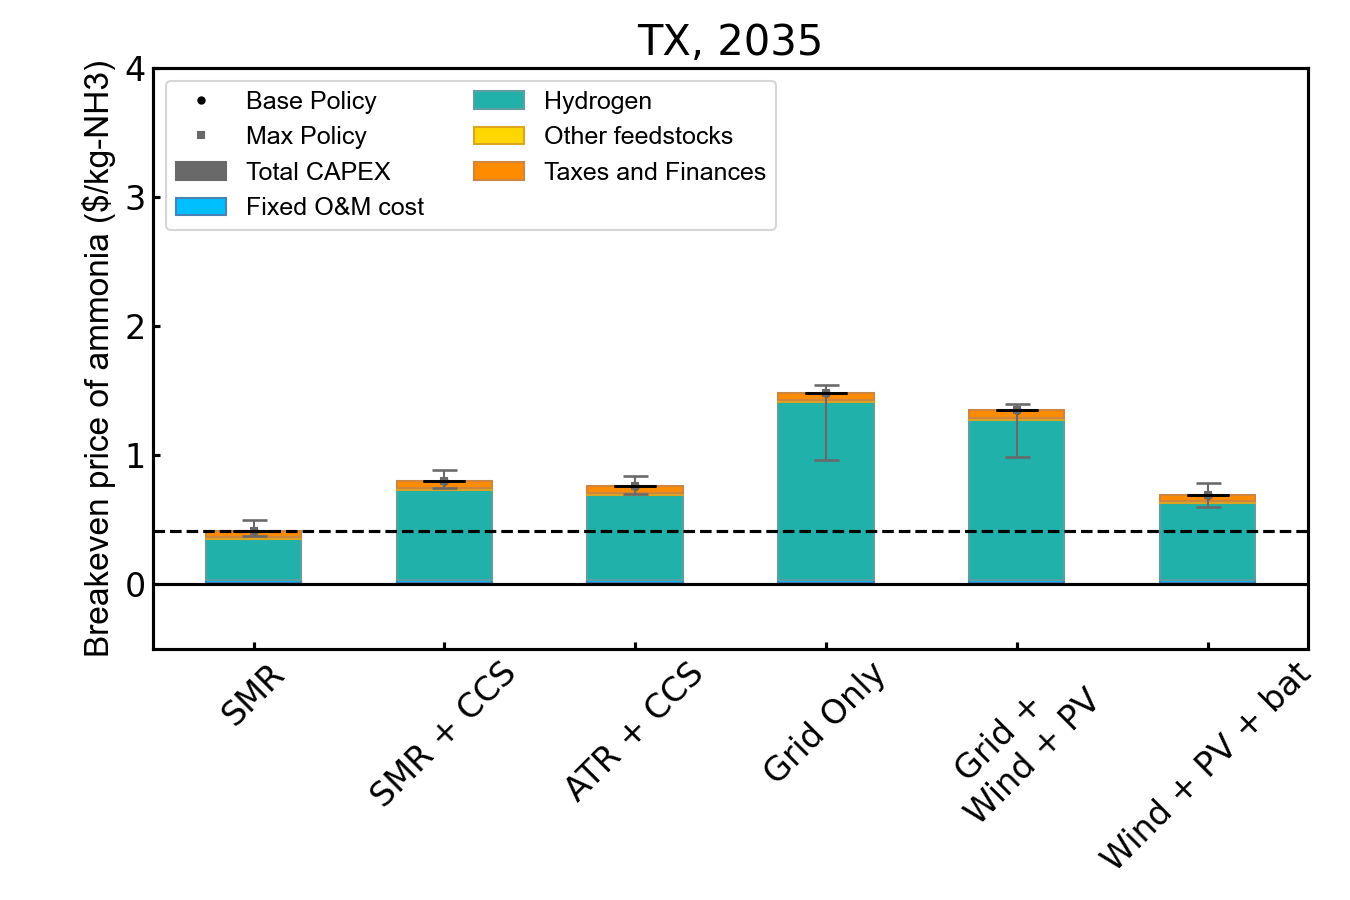 TX, 2035
Breakeven price of ammonia ($/kg-NH3)
4
3
2
1
0
Base Policy
Max Policy
Total CAPEX
Fixed O&M cost
Hydrogen
Other feedstocks
Taxes and Finances
SMR
SMR + CCS
ATR + CCS
Grid Only
Grid +
Wind + PV
Wind + PV + bat